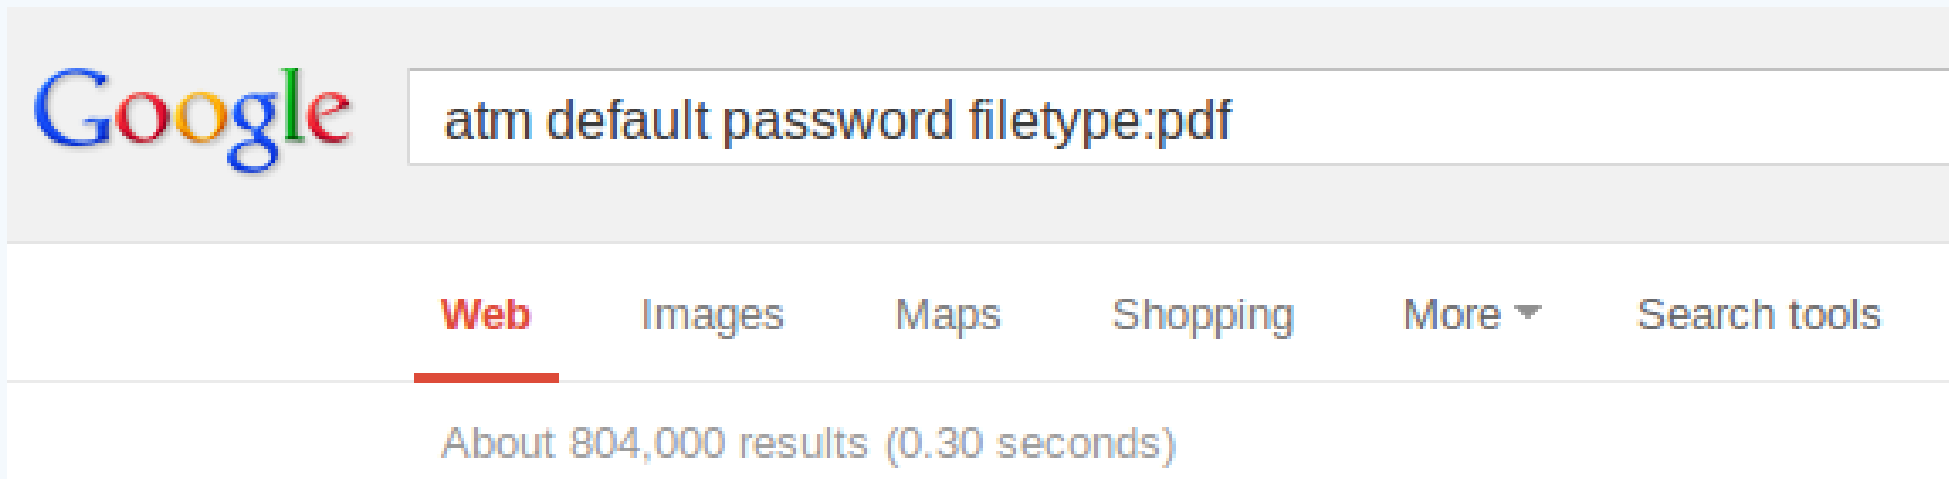 Google atm default password filetype:pdf
Web Images Maps Shopping More Search tools
About 804,000 results (0.30 seconds)